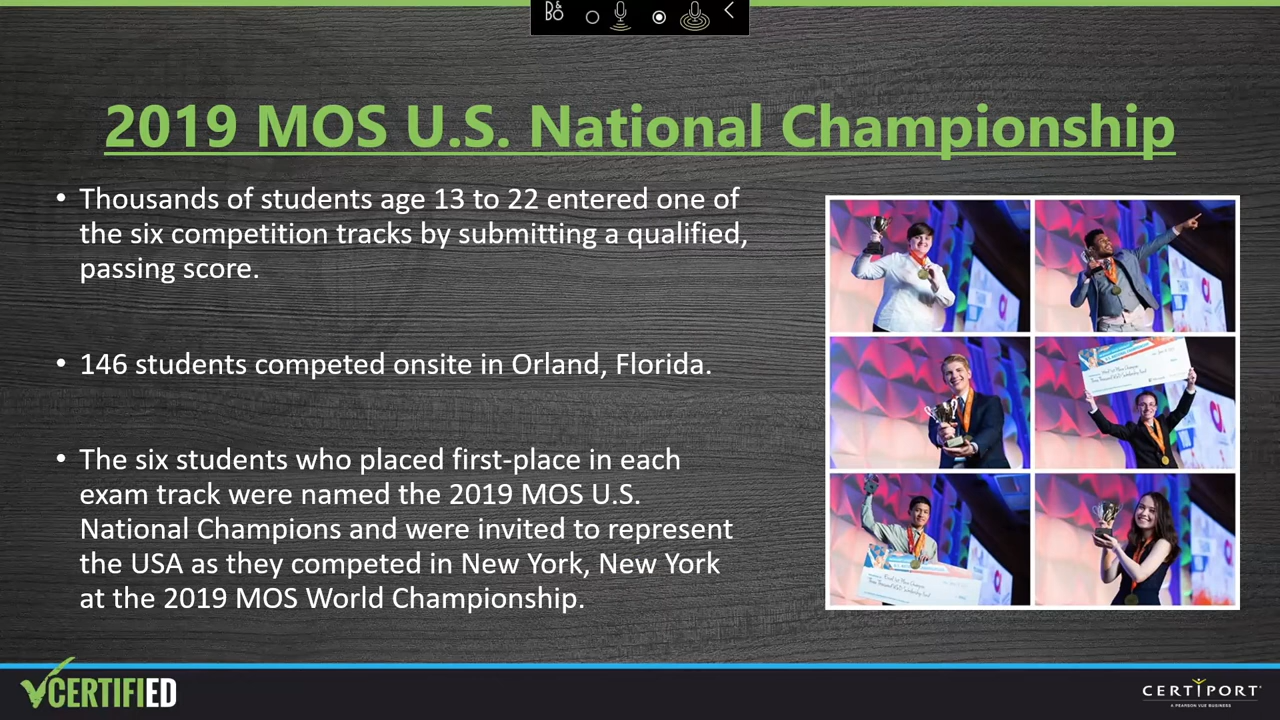 B&O
2019 MOS U.S. National Championship
• Thousands of students age 13 to 22 entered one of
the six competition tracks by submitting a qualified,
passing score.
• 146 students competed onsite in Orland, Florida.
• The six students who placed first-place in each
exam track were named the 2019 MOS U.S.
National Champions and were invited to represent
the USA as they competed in New York, New York
at the 2019 MOS World Championship.
CERTIFIED
CERTIPORT
A PEARSON VUE BUSINESS